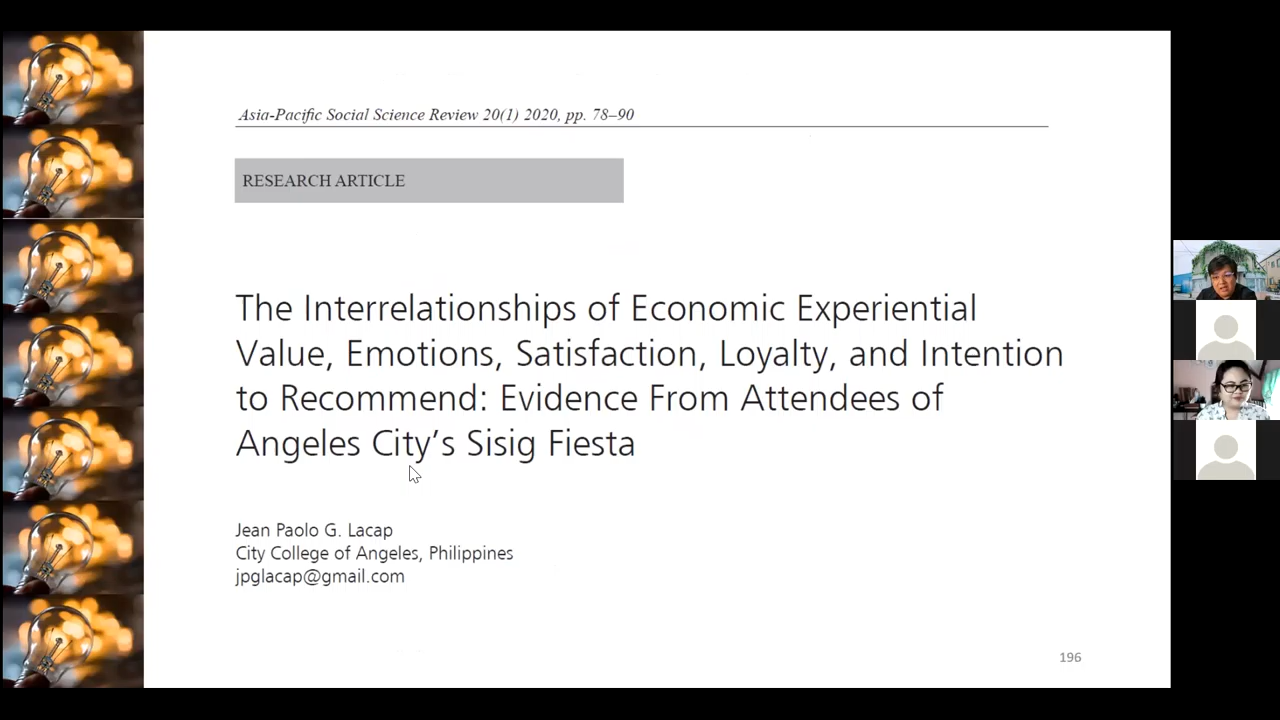 Asia-Pacific Social Science Review 20(1) 2020, pp. 78–90
RESEARCH ARTICLE
The Interrelationships of Economic Experiential
Value, Emotions, Satisfaction, Loyalty, and Intention
to Recommend: Evidence From Attendees of
Angeles City’s Sisig Fiesta
Jean Paolo G. Lacap
City College of Angeles, Philippines
jpglacap@gmail.com
196